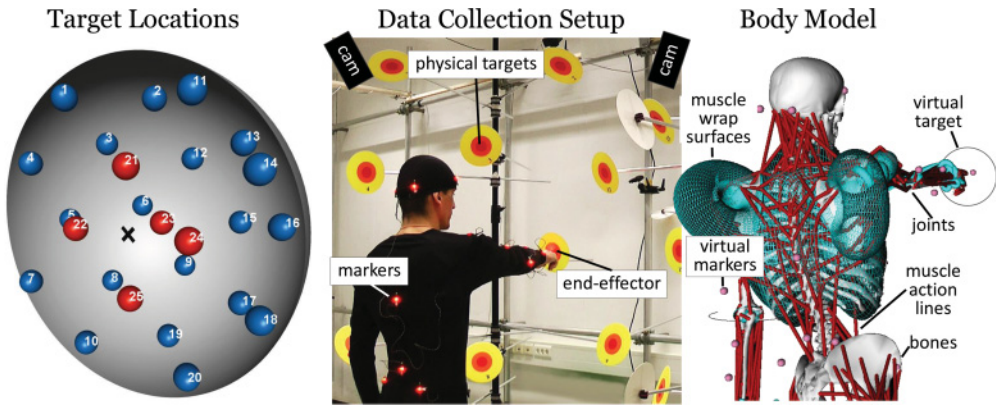 Target Locations
1
2
11
3
13
4
21
12
14
6
5
22
23
15
16
24
9
7
8
25
17
18
10
19
20
Data Collection Setup
cam
cam
physical targets
markers
end-effector
Body Model
muscle
wrap
surfaces
virtual
target
joints
virtual
markers
muscle
action
lines
bones